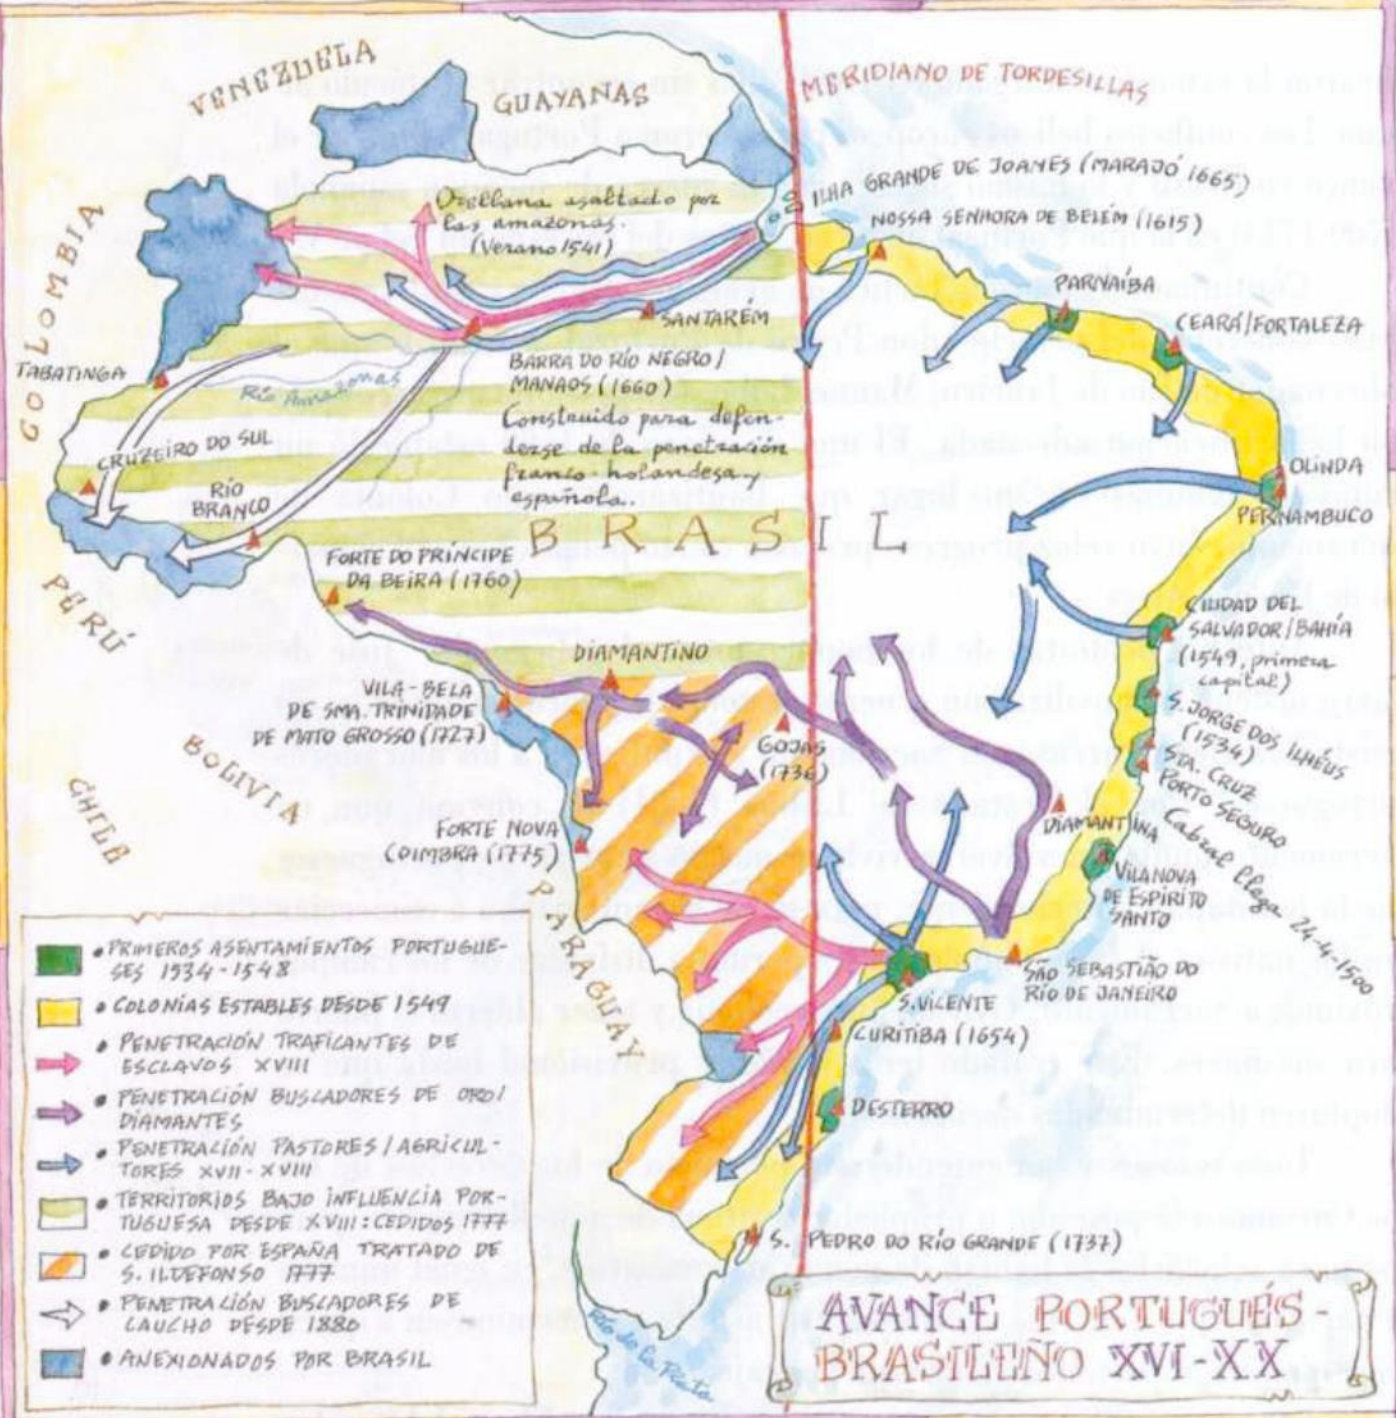 VENEZUELA
GUAYANAS
MERIDIANO DE TORDESILLAS
ILHA GRANDE DE JOANES (MARAJÓ 1665)
NOSSA SENHORA DE BELÉM (1615)
Orellana asaltado por
las amazonas
(Verano 1541)
COLOMBIA
PARNAÍBA
CEARÁ/FORTALEZA
SANTARÉM
TABATINGA
Río Amazonas
BARRA DO RÍO NEGRO/
MANAOS (1660)
Construido para defen-
derse de la penetración
franco-holandesa y
española.
CRUZEIRO DO SUL
RÍO
BRANCO
OLINDA
PERNAMBUCO
BRASIL
PERÚ
FORTE DO PRÍNCIPE
DA BEIRA (1760)
CIUDAD DEL
SALVADOR/BAHÍA
(1549, primera
capital)
DIAMANTINO
VILA-BELA
DE SMA. TRINIDADE
DE MATO GROSSO (1727)
S. JORGE DOS ILHÉUS
(1534)
GOJAS
(1736)
STA. CRUZ
PORTO SEGURO
Cabral llega 24-4-1500
BOLIVIA
CHILE
DIAMANTINA
FORTE NOVA
COIMBRA (1775)
VILANOVA
DE ESPÍRITO
SANTO
PARAGUAY
SÃO SEBASTIÃO DO
RÍO DE JANEIRO
S. VILENTE
CURITIBA (1654)
DESTERRO
S. PEDRO DO RÍO GRANDE (1737)
Río de la Plata
• PRIMEROS ASENTAMIENTOS PORTUGUE-
SES 1934-1548
• COLONIAS ESTABLES DESDE 1549
• PENETRACIÓN TRAFICANTES DE
ESCLAVOS XVIII
• PENETRACIÓN BUSCADORES DE ORO/
DIAMANTES
• PENETRACIÓN PASTORES/AGRICUL-
TORES XVII-XVIII
• TERRITORIOS BAJO INFLUENCIA POR-
TUGUESA DESDE XVIII: CEDIDOS 1777
• CEDIDO POR ESPAÑA TRATADO DE
S. ILDEFONSO 1777
• PENETRACIÓN BUSCADORES DE
CAUCHO DESDE 1880
• ANEXIONADOS POR BRASIL
AVANCE PORTUGUÉS-
BRASILEÑO XVI-XX